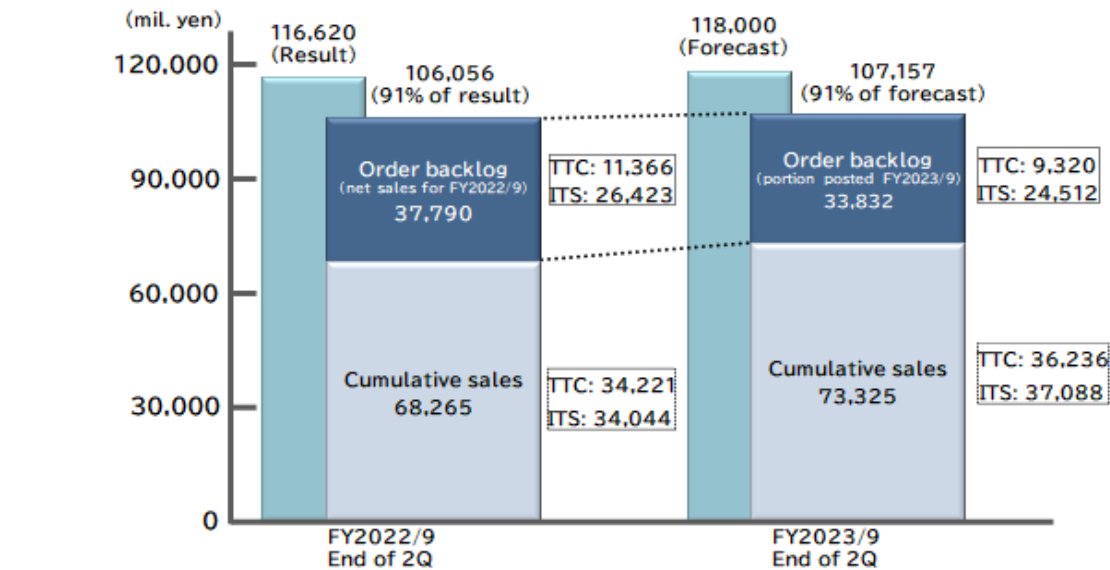 (mil. yen)
116,620
(Result)
118,000
(Forecast)
120,000
106,056
(91% of result)
107,157
(91% of forecast)
Order backlog
(net sales for FY2022/9)
37,790
TTC: 11,366
ITS: 26,423
Order backlog
(portion posted FY2023/9)
33,832
TTC: 9,320
ITS: 24,512
90,000
60,000
Cumulative sales
68,265
TTC: 34,221
ITS: 34,044
Cumulative sales
73,325
TTC: 36,236
ITS: 37,088
30,000
0
FY2022/9
End of 2Q
FY2023/9
End of 2Q